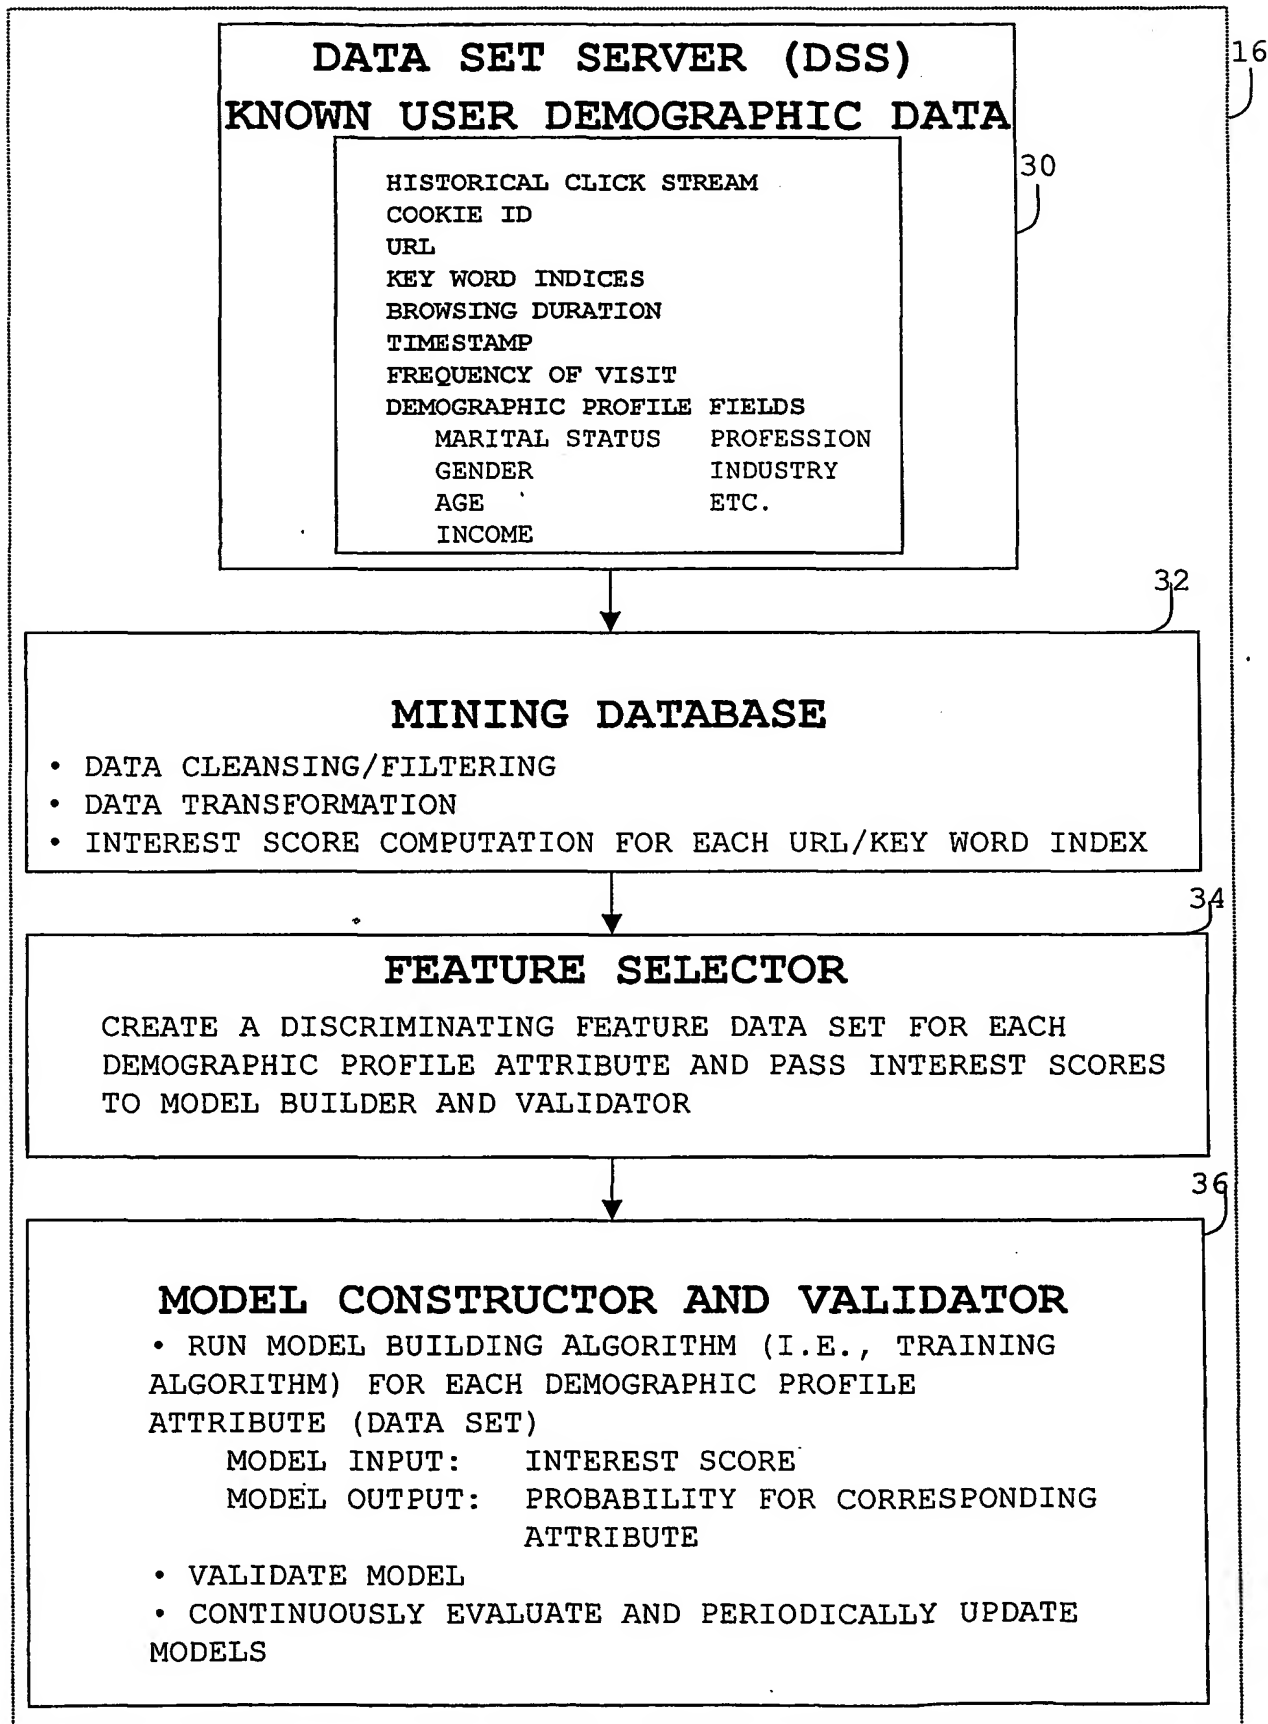 DATA SET SERVER (DSS)
16
KNOWN USER DEMOGRAPHIC DATA
30
HISTORICAL CLICK STREAM
COOKIE ID
URL
KEY WORD INDICES
BROWSING DURATION
TIMESTAMP
FREQUENCY OF VISIT
DEMOGRAPHIC PROFILE FIELDS
MARITAL STATUS PROFESSION
GENDER INDUSTRY
AGE ETC.
INCOME
32
MINING DATABASE
• DATA CLEANSING/FILTERING
• DATA TRANSFORMATION
• INTEREST SCORE COMPUTATION FOR EACH URL/KEY WORD INDEX
34
FEATURE SELECTOR
CREATE A DISCRIMINATING FEATURE DATA SET FOR EACH
DEMOGRAPHIC PROFILE ATTRIBUTE AND PASS INTEREST SCORES
TO MODEL BUILDER AND VALIDATOR
36
MODEL CONSTRUCTOR AND VALIDATOR
• RUN MODEL BUILDING ALGORITHM (I.E., TRAINING
ALGORITHM) FOR EACH DEMOGRAPHIC PROFILE
ATTRIBUTE (DATA SET)
MODEL INPUT: INTEREST SCORE
MODEL OUTPUT: PROBABILITY FOR CORRESPONDING
ATTRIBUTE
• VALIDATE MODEL
• CONTINUOUSLY EVALUATE AND PERIODICALLY UPDATE
MODELS